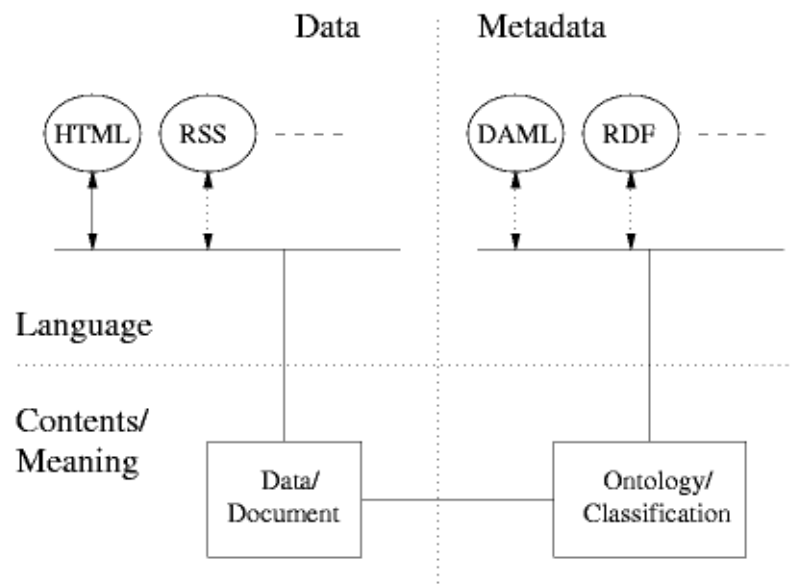 Data
Metadata
HTML
RSS
DAML
RDF
Language
Contents/
Meaning
Data/
Document
Ontology/
Classification